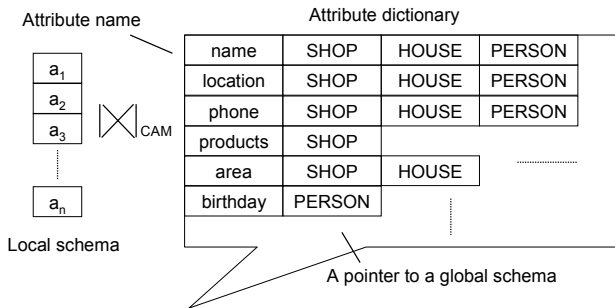 Attribute name
Attribute dictionary
name SHOP HOUSE PERSON
location SHOP HOUSE PERSON
phone SHOP HOUSE PERSON
products SHOP
area SHOP HOUSE
birthday PERSON
a1
a2
a3
an
CAM
Local schema
A pointer to a global schema